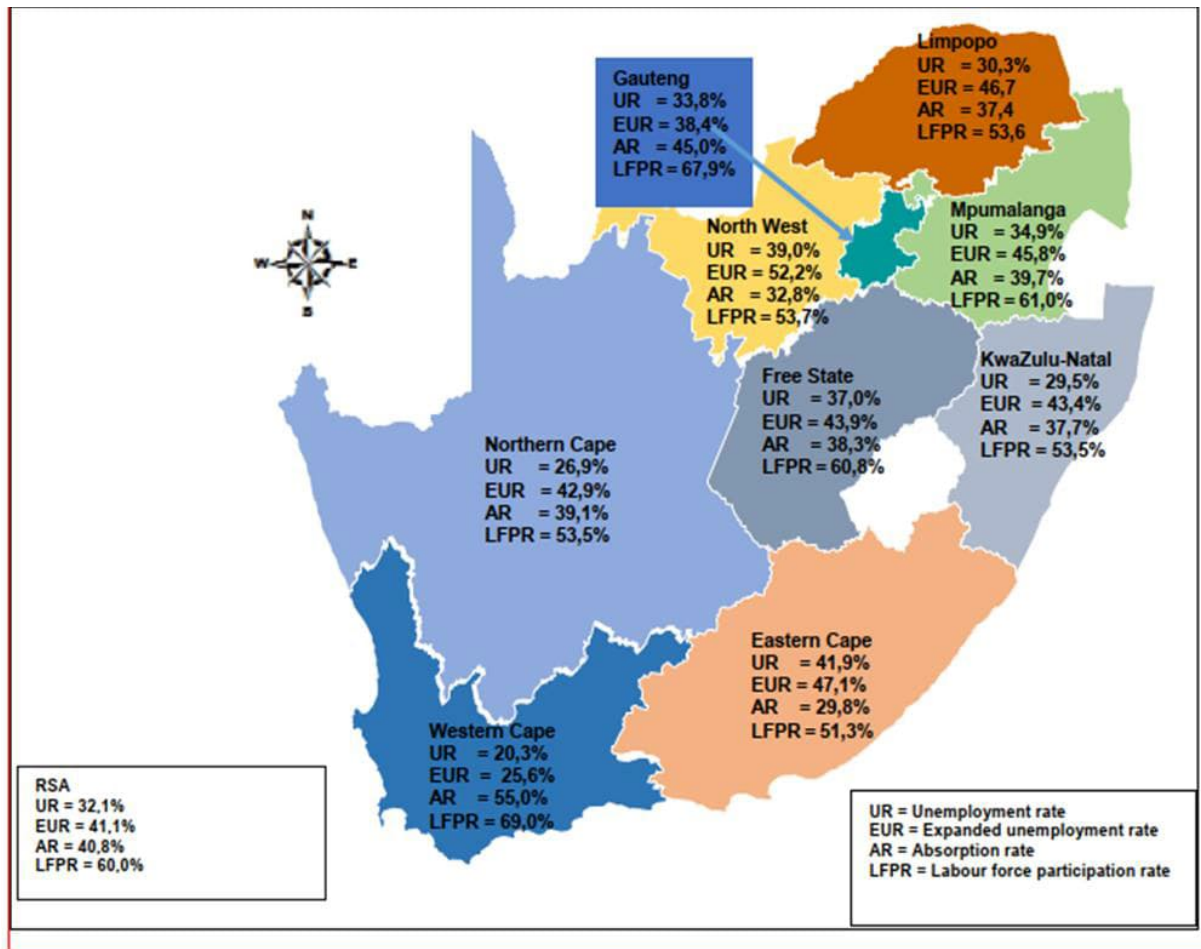 Limpopo
UR = 30,3%
EUR = 46,7
AR = 37,4
LFPR = 53,6
Gauteng
UR = 33,8%
EUR = 38,4%
AR = 45,0%
LFPR = 67,9%
North West
UR = 39,0%
EUR = 52,2%
AR = 32,8%
LFPR = 53,7%
Mpumalanga
UR = 34,9%
EUR = 45,8%
AR = 39,7%
LFPR = 61,0%
N
W
E
S
Free State
UR = 37,0%
EUR = 43,9%
AR = 38,3%
LFPR = 60,8%
KwaZulu-Natal
UR = 29,5%
EUR = 43,4%
AR = 37,7%
LFPR = 53,5%
Northern Cape
UR = 26,9%
EUR = 42,9%
AR = 39,1%
LFPR = 53,5%
Eastern Cape
UR = 41,9%
EUR = 47,1%
AR = 29,8%
LFPR = 51,3%
Western Cape
UR = 20,3%
EUR = 25,6%
AR = 55,0%
LFPR = 69,0%
RSA
UR = 32,1%
EUR = 41,1%
AR = 40,8%
LFPR = 60,0%
UR = Unemployment rate
EUR = Expanded unemployment rate
AR = Absorption rate
LFPR = Labour force participation rate